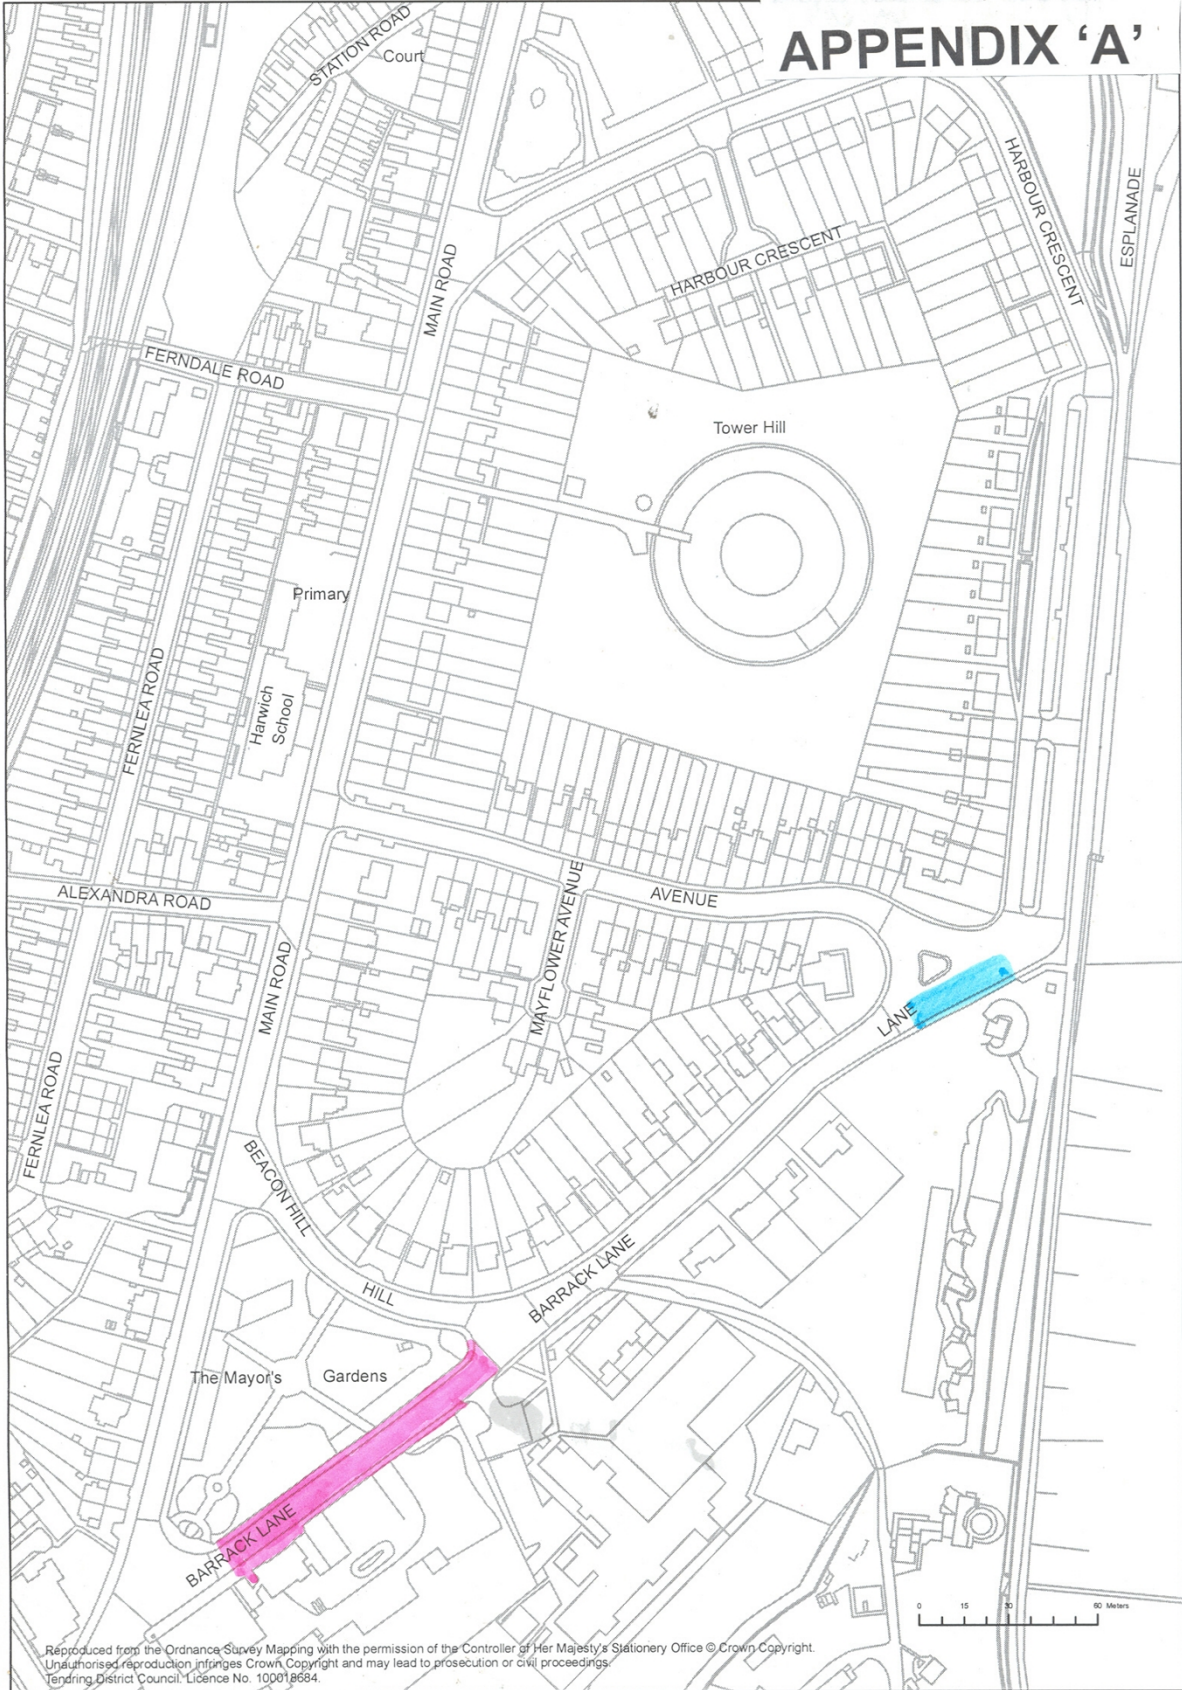 APPENDIX ‘A’
STATION ROAD
Court
HARBOUR CRESCENT
ESPLANADE
HARBOUR CRESCENT
MAIN ROAD
FERNDALE ROAD
Tower Hill
Primary
FERNLEA ROAD
Harwich
School
ALEXANDRA ROAD
AVENUE
MAYFLOWER AVENUE
MAIN ROAD
LANE
FERNLEA ROAD
BEACON HILL
HILL
BARRACK LANE
The Mayor's
Gardens
BARRACK LANE
0 15 30 60 Meters
Reproduced from the Ordnance Survey Mapping with the permission of the Controller of Her Majesty's Stationery Office © Crown Copyright.
Unauthorised reproduction infringes Crown Copyright and may lead to prosecution or civil proceedings.
Tendring District Council. Licence No. 100018684.